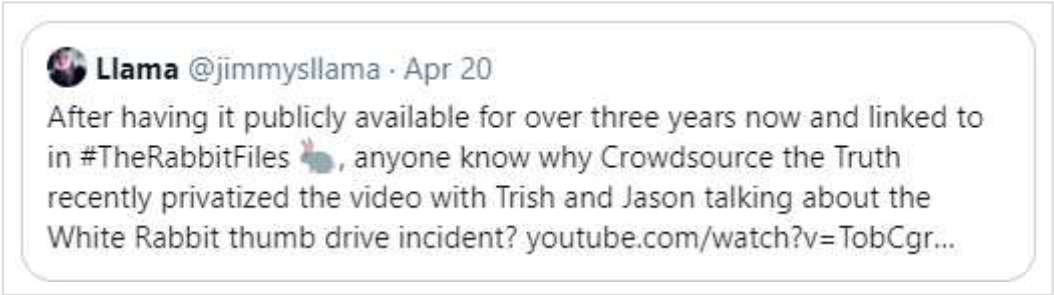 Llama @jimmysllama · Apr 20
After having it publicly available for over three years now and linked to
in #TheRabbitFiles 🐇, anyone know why Crowdsource the Truth
recently privatized the video with Trish and Jason talking about the
White Rabbit thumb drive incident? youtube.com/watch?v=TobCgr...